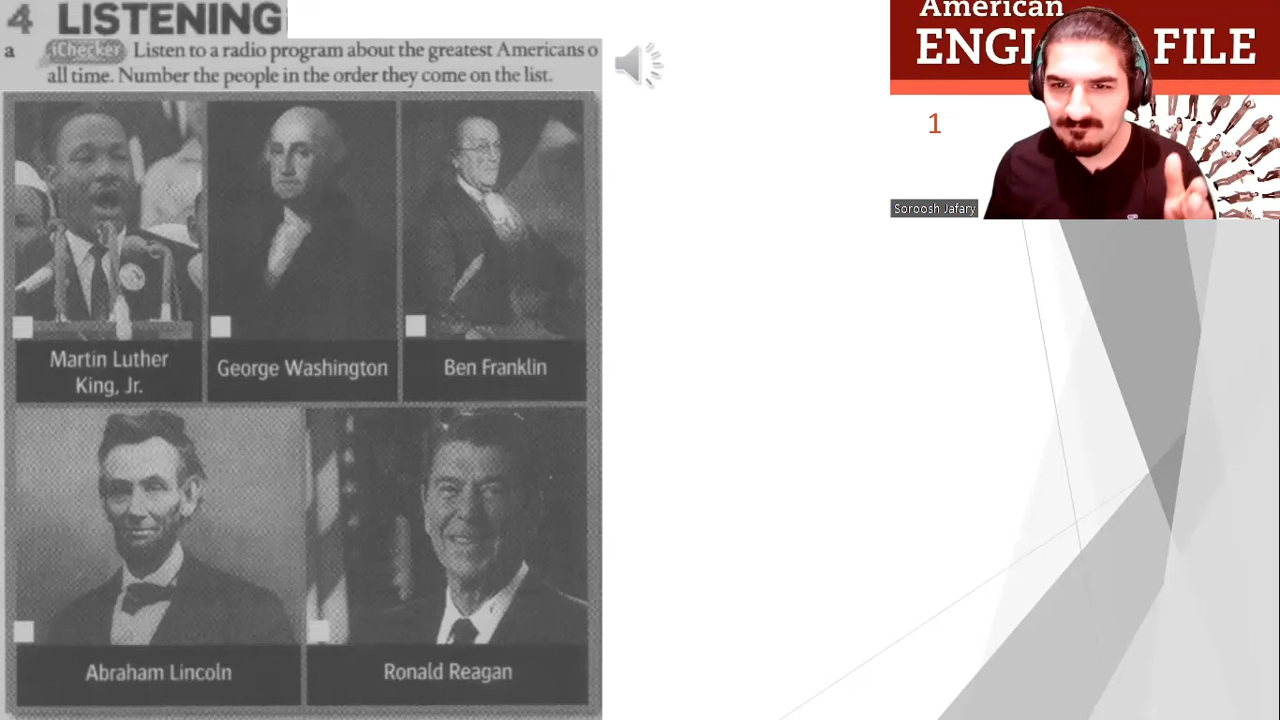 4 LISTENING
a iChecker Listen to a radio program about the greatest Americans o
all time. Number the people in the order they come on the list.
Martin Luther
King, Jr.
George Washington
Ben Franklin
Abraham Lincoln
Ronald Reagan
American
ENGL FILE
1
Soroosh Jafary